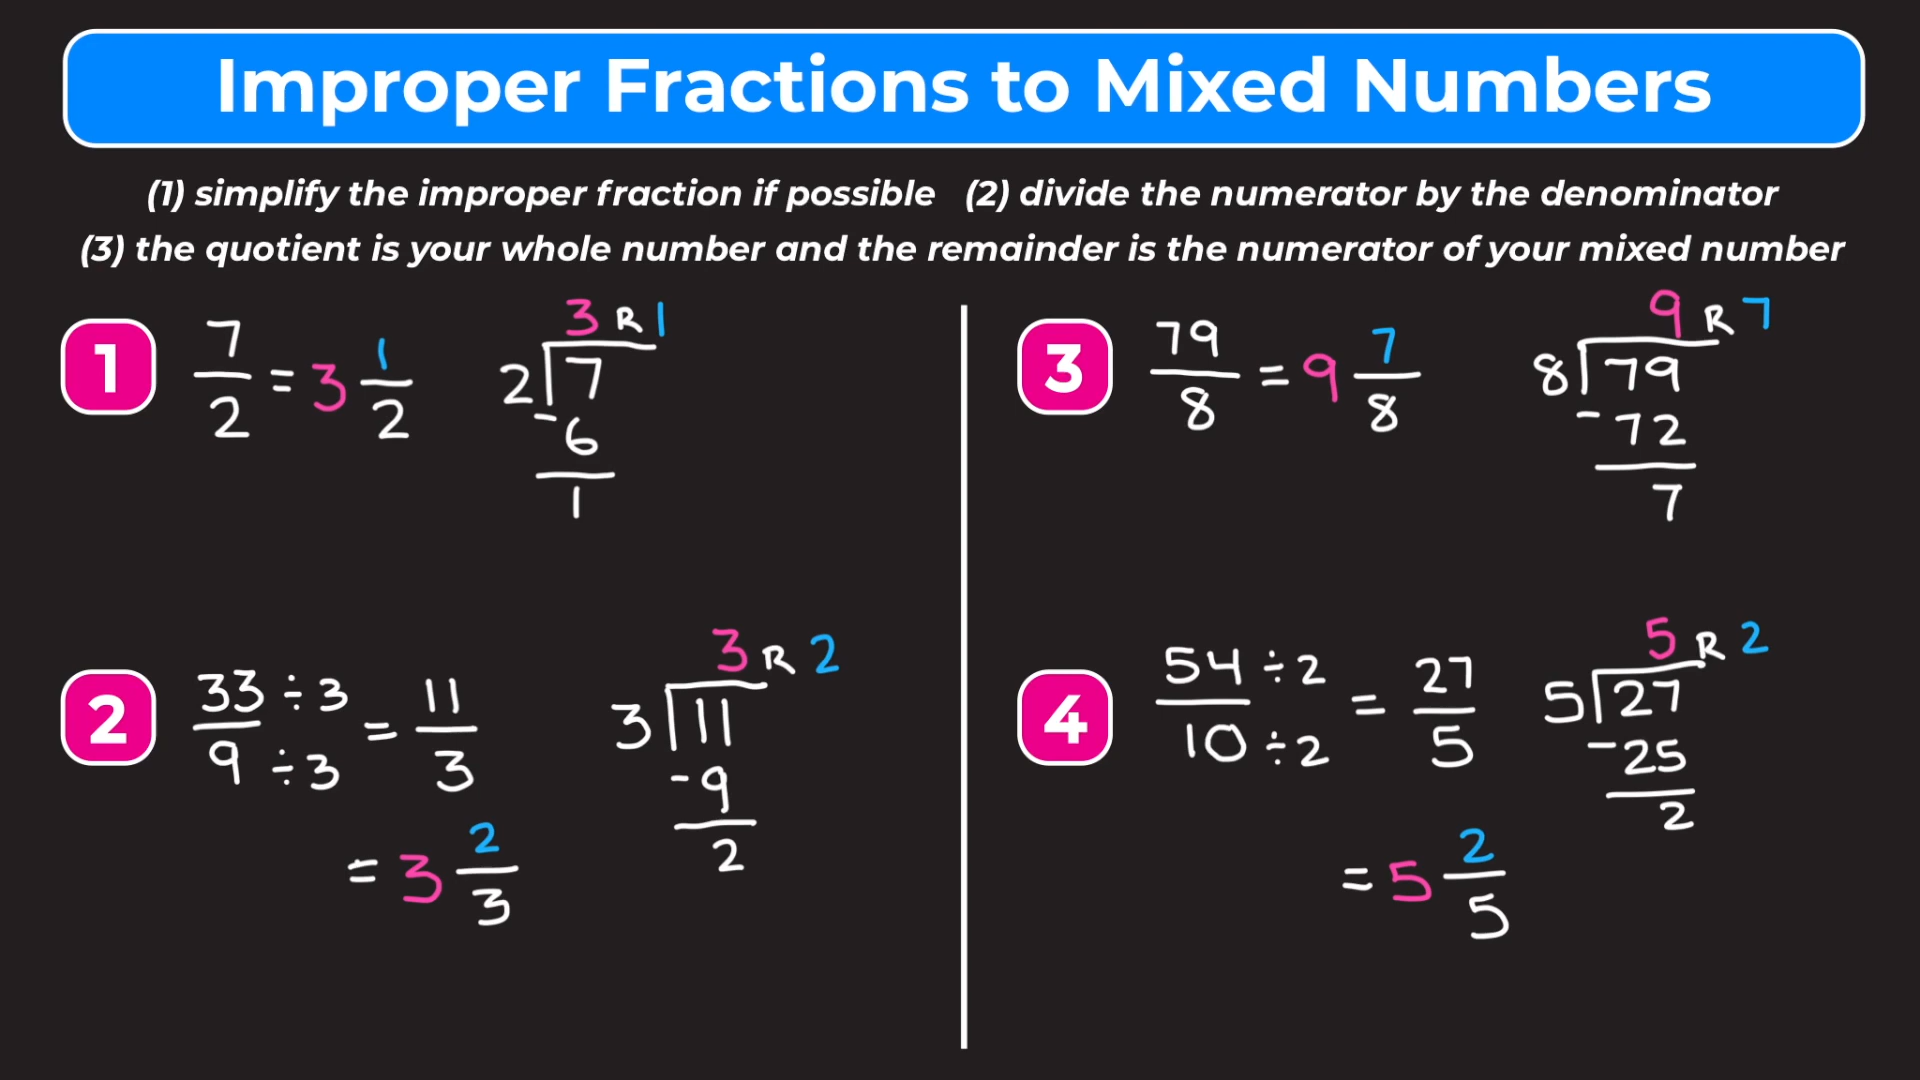 Improper Fractions to Mixed Numbers
(1) simplify the improper fraction if possible (2) divide the numerator by the denominator
(3) the quotient is your whole number and the remainder is the numerator of your mixed number
1
7/2 = 3 1/2
3 R 1
2 7
- 6
1
2
33 ÷ 3 / 9 ÷ 3 = 11/3
= 3 2/3
3 R 2
3 11
- 9
2
3
79/8 = 9 7/8
9 R 7
8 79
- 72
7
4
54 ÷ 2 / 10 ÷ 2 = 27/5
= 5 2/5
5 R 2
5 27
- 25
2